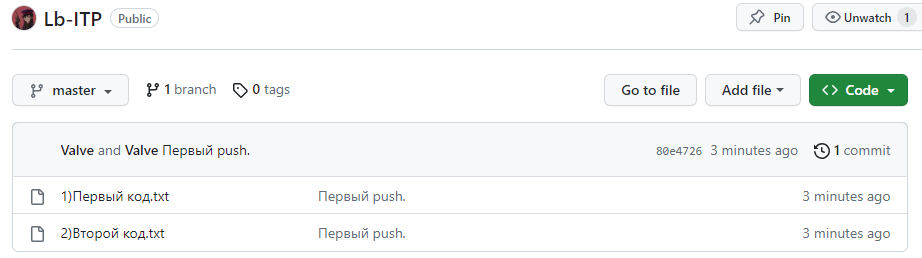 Lb-ITP Public Pin Unwatch 1
master 1 branch 0 tags Go to file Add file Code
Valve and Valve Первый push. 80e4726 3 minutes ago 1 commit
1)Первый код.txt Первый push. 3 minutes ago
2)Второй код.txt Первый push. 3 minutes ago